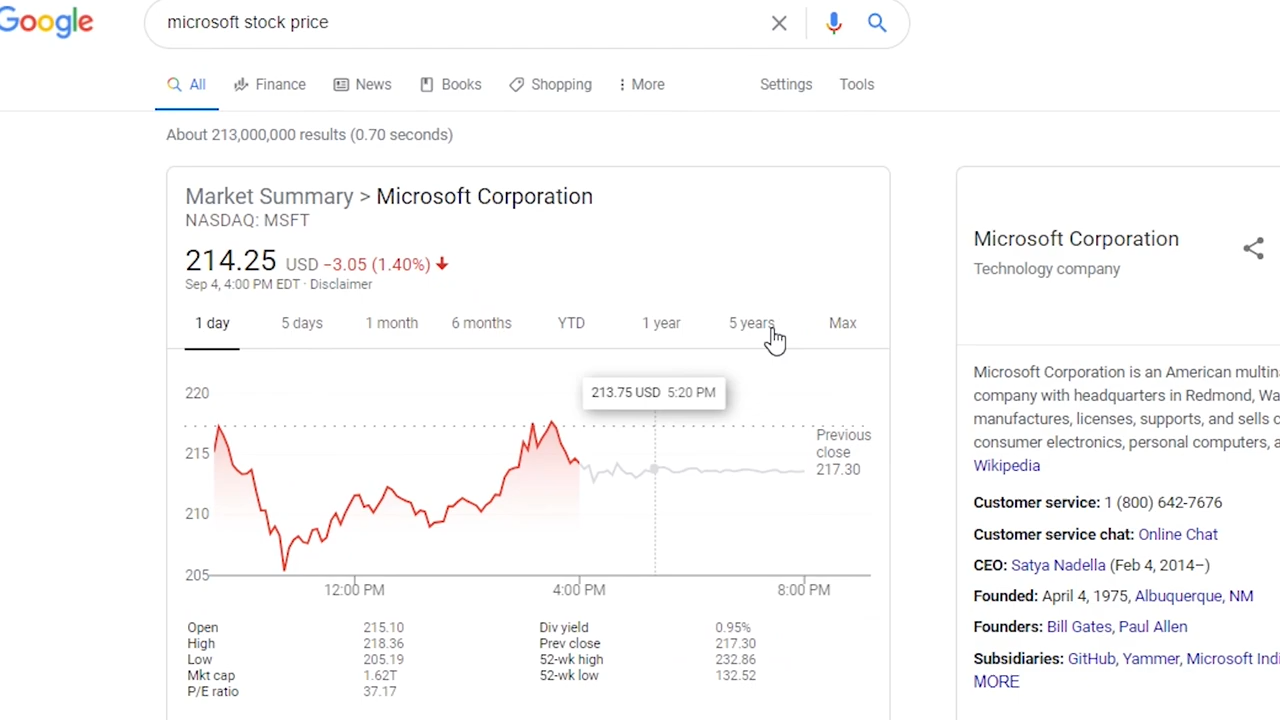 Google
microsoft stock price
All Finance News Books Shopping More Settings Tools
About 213,000,000 results (0.70 seconds)
Market Summary > Microsoft Corporation
NASDAQ: MSFT
214.25 USD −3.05 (1.40%)
Sep 4, 4:00 PM EDT · Disclaimer
1 day 5 days 1 month 6 months YTD 1 year 5 years Max
213.75 USD 5:20 PM
220
215
210
205
Previous
close
217.30
12:00 PM 4:00 PM 8:00 PM
Open 215.10 Div yield 0.95%
High 218.36 Prev close 217.30
Low 205.19 52-wk high 232.86
Mkt cap 1.62T 52-wk low 132.52
P/E ratio 37.17
Microsoft Corporation
Technology company
Microsoft Corporation is an American multina
company with headquarters in Redmond, Wa
manufactures, licenses, supports, and sells c
consumer electronics, personal computers, a
Wikipedia
Customer service: 1 (800) 642-7676
Customer service chat: Online Chat
CEO: Satya Nadella (Feb 4, 2014–)
Founded: April 4, 1975, Albuquerque, NM
Founders: Bill Gates, Paul Allen
Subsidiaries: GitHub, Yammer, Microsoft Indi
MORE